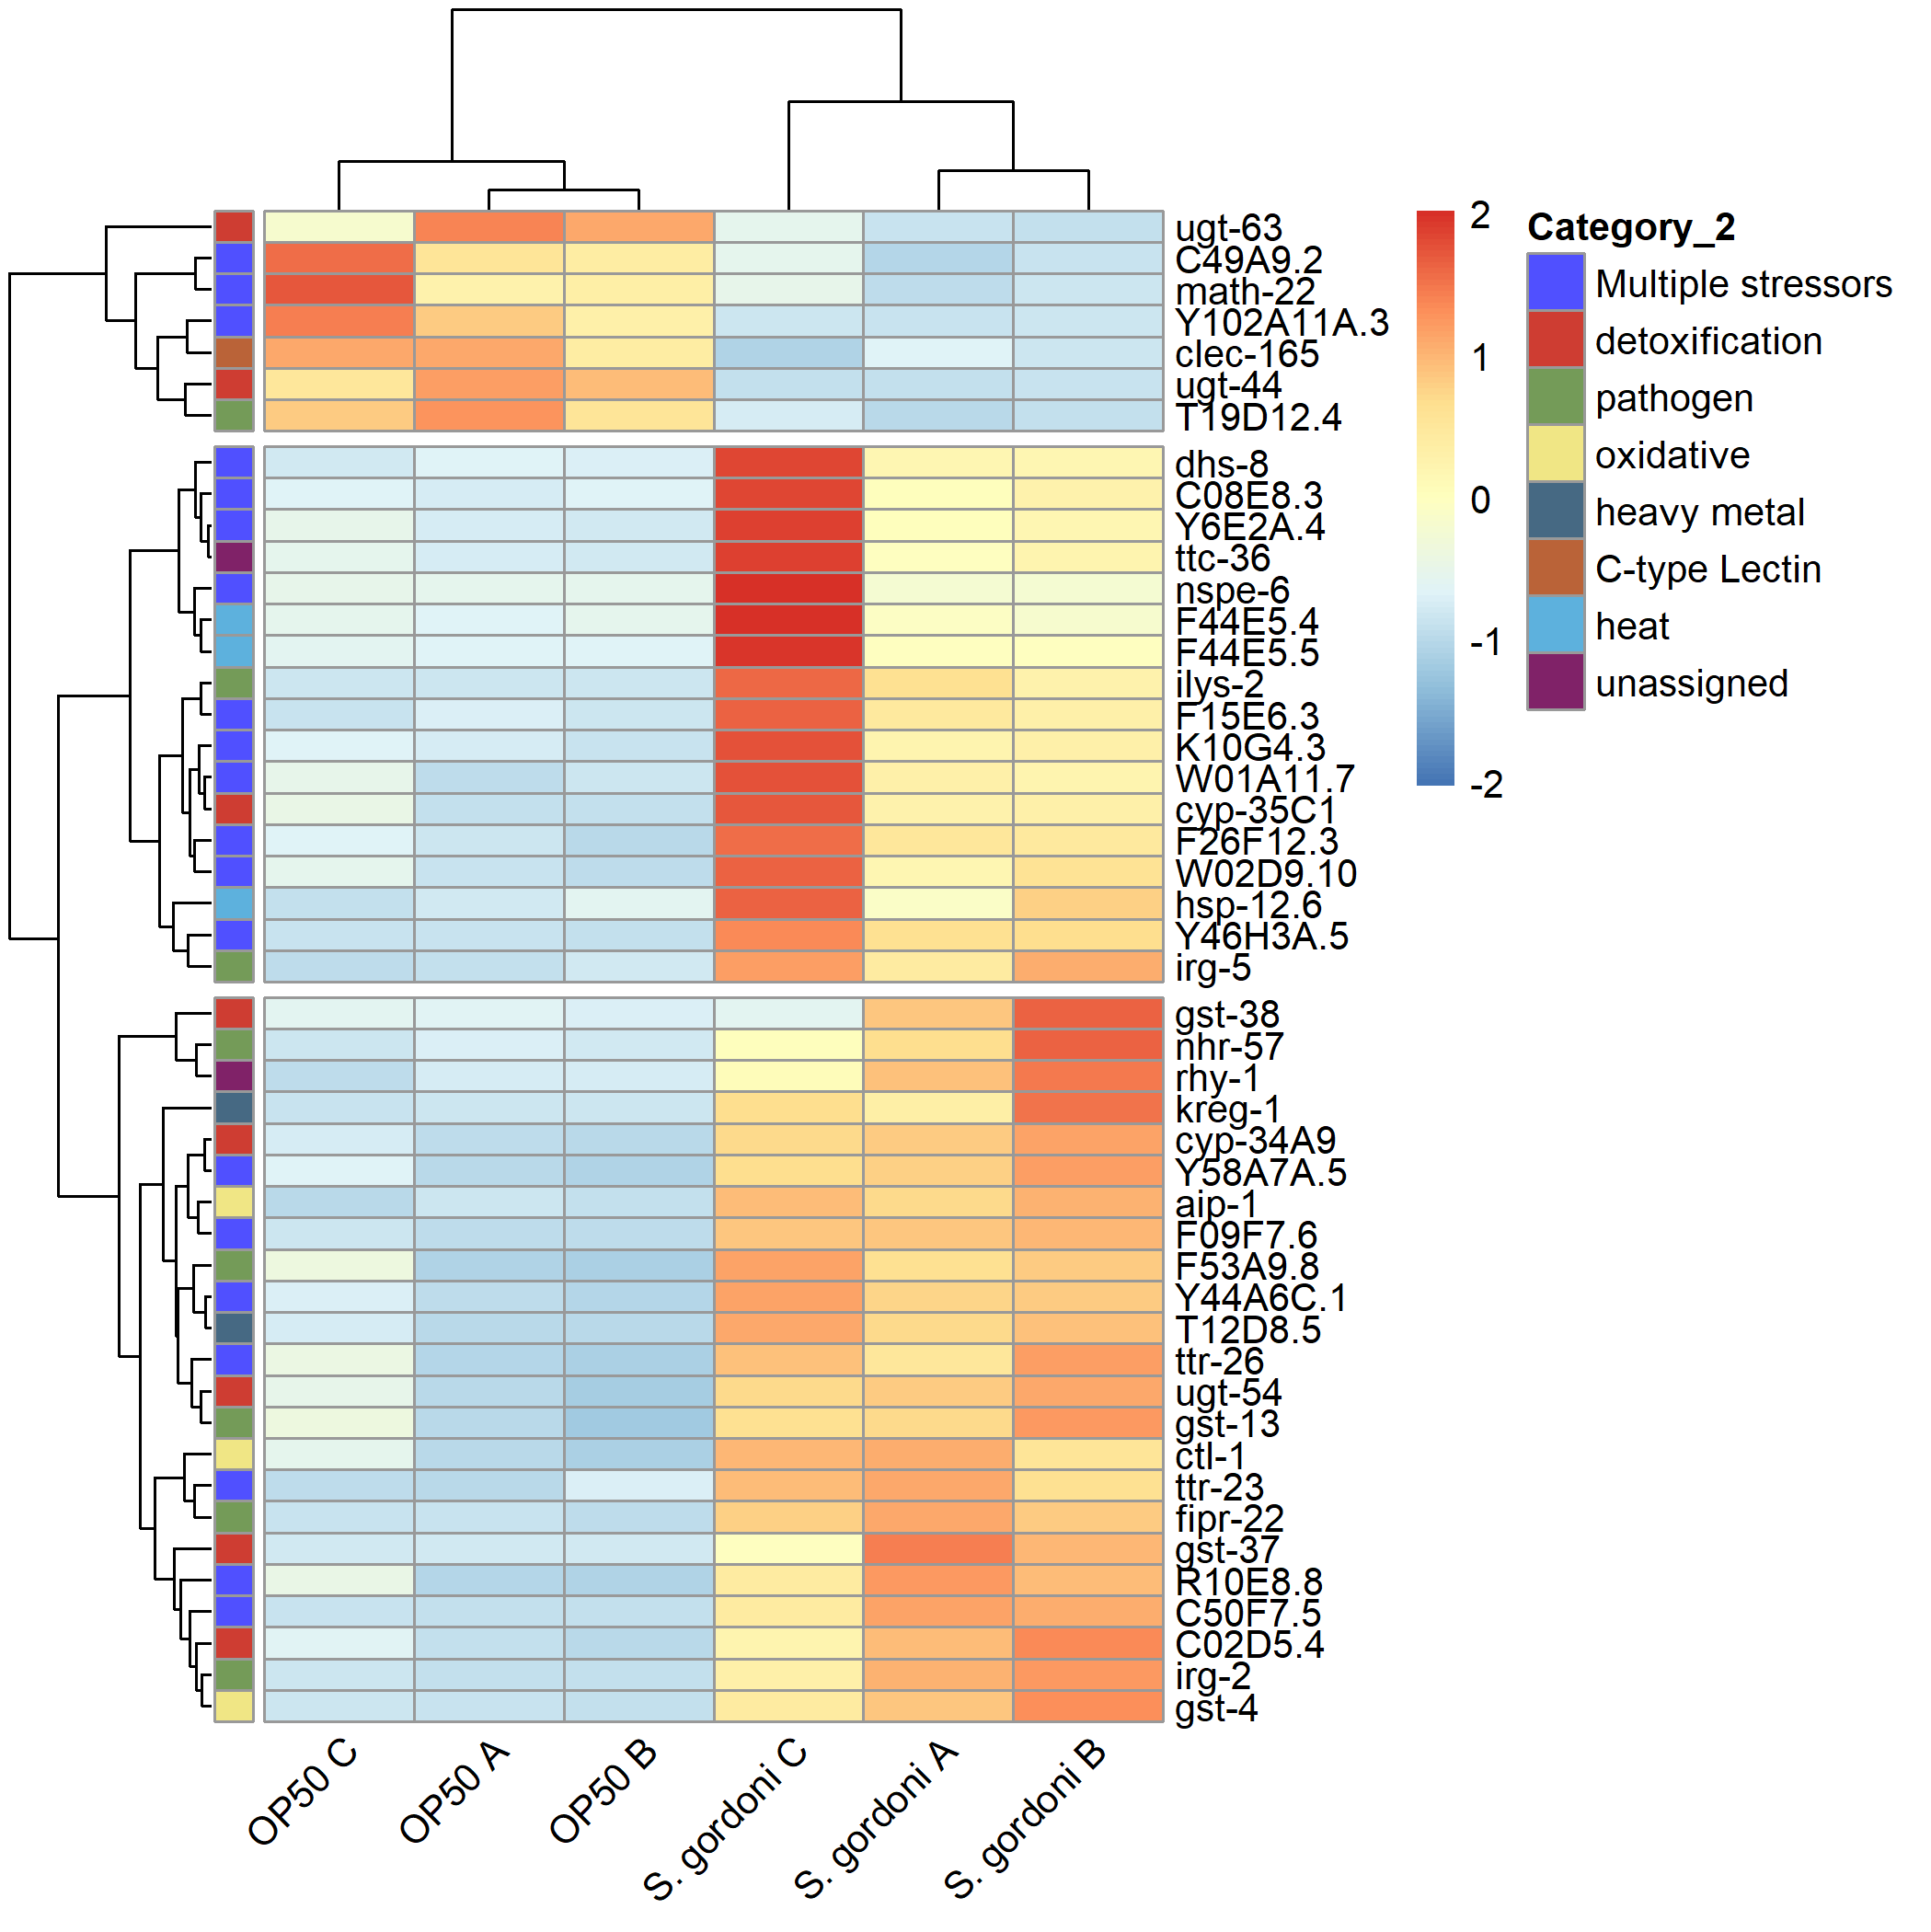 ugt-63
C49A9.2
math-22
Y102A11A.3
clec-165
ugt-44
T19D12.4
dhs-8
C08E8.3
Y6E2A.4
ttc-36
nspe-6
F44E5.4
F44E5.5
ilys-2
F15E6.3
K10G4.3
W01A11.7
cyp-35C1
F26F12.3
W02D9.10
hsp-12.6
Y46H3A.5
irg-5
gst-38
nhr-57
rhy-1
kreg-1
cyp-34A9
Y58A7A.5
aip-1
F09F7.6
F53A9.8
Y44A6C.1
T12D8.5
ttr-26
ugt-54
gst-13
ctl-1
ttr-23
fipr-22
gst-37
R10E8.8
C50F7.5
C02D5.4
irg-2
gst-4
OP50 C
OP50 A
OP50 B
S. gordoni C
S. gordoni A
S. gordoni B
2
1
0
-1
-2
Category_2
Multiple stressors
detoxification
pathogen
oxidative
heavy metal
C-type Lectin
heat
unassigned